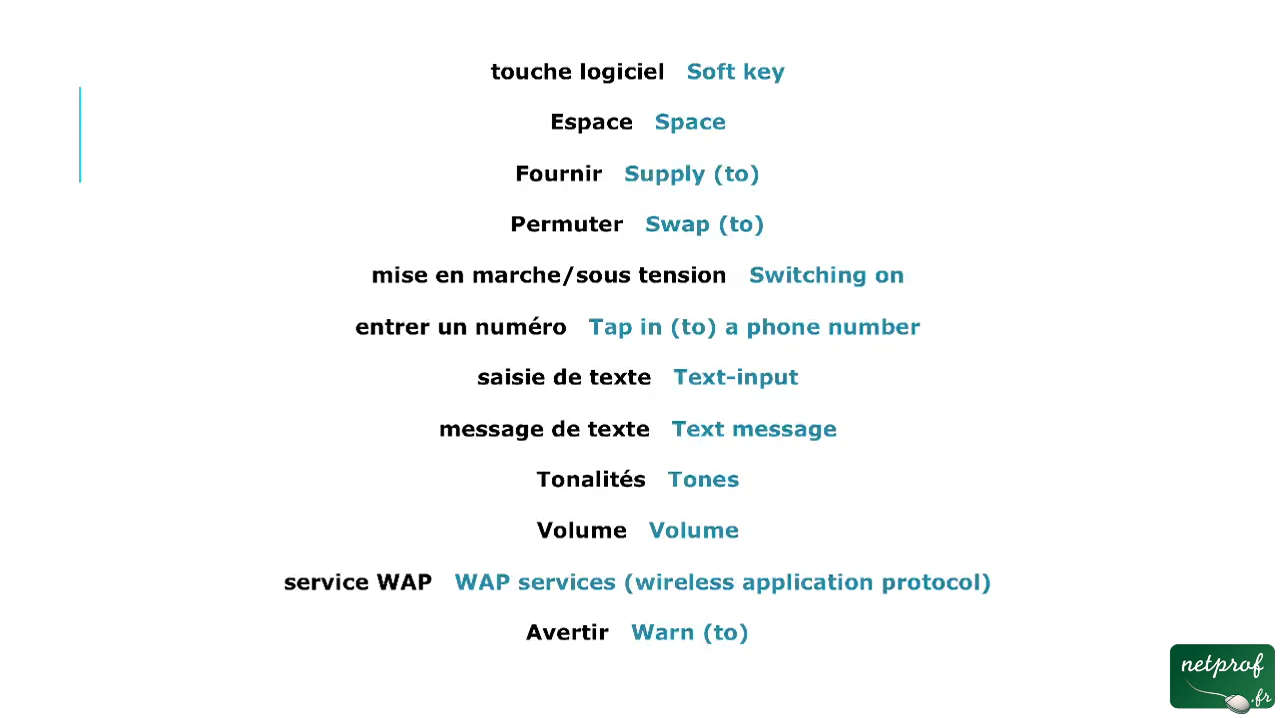 touche logiciel Soft key
Espace Space
Fournir Supply (to)
Permuter Swap (to)
mise en marche/sous tension Switching on
entrer un numéro Tap in (to) a phone number
saisie de texte Text-input
message de texte Text message
Tonalités Tones
Volume Volume
service WAP WAP services (wireless application protocol)
Avertir Warn (to)
netprof
.fr